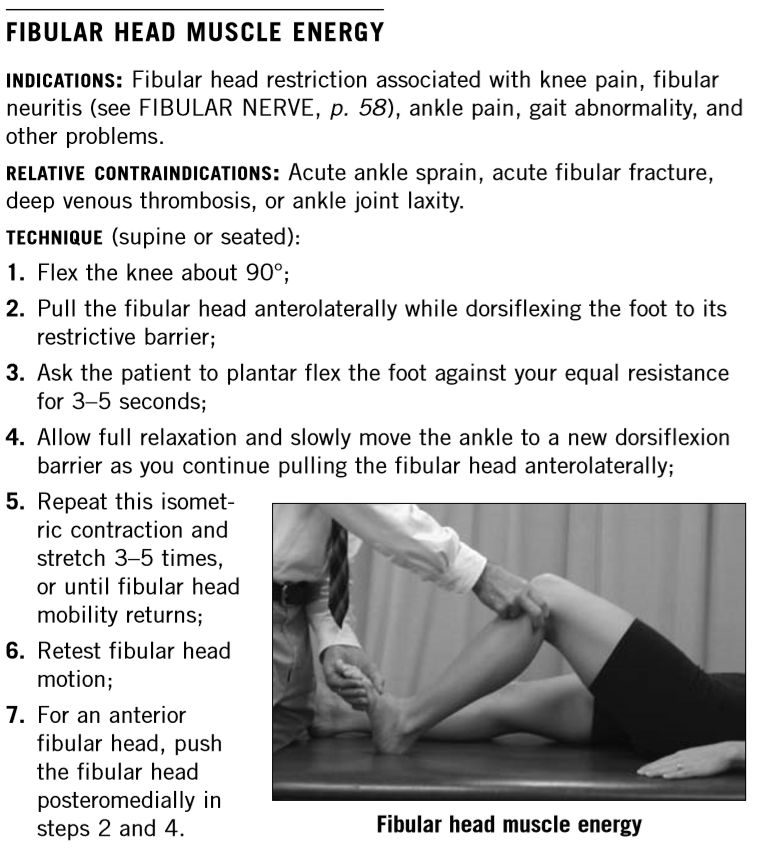 FIBULAR HEAD MUSCLE ENERGY
INDICATIONS: Fibular head restriction associated with knee pain, fibular
neuritis (see FIBULAR NERVE, p. 58), ankle pain, gait abnormality, and
other problems.
RELATIVE CONTRAINDICATIONS: Acute ankle sprain, acute fibular fracture,
deep venous thrombosis, or ankle joint laxity.
TECHNIQUE (supine or seated):
1. Flex the knee about 90°;
2. Pull the fibular head anterolaterally while dorsiflexing the foot to its
restrictive barrier;
3. Ask the patient to plantar flex the foot against your equal resistance
for 3–5 seconds;
4. Allow full relaxation and slowly move the ankle to a new dorsiflexion
barrier as you continue pulling the fibular head anterolaterally;
5. Repeat this isomet-
ric contraction and
stretch 3–5 times,
or until fibular head
mobility returns;
6. Retest fibular head
motion;
7. For an anterior
fibular head, push
the fibular head
posteromedially in
steps 2 and 4.
Fibular head muscle energy